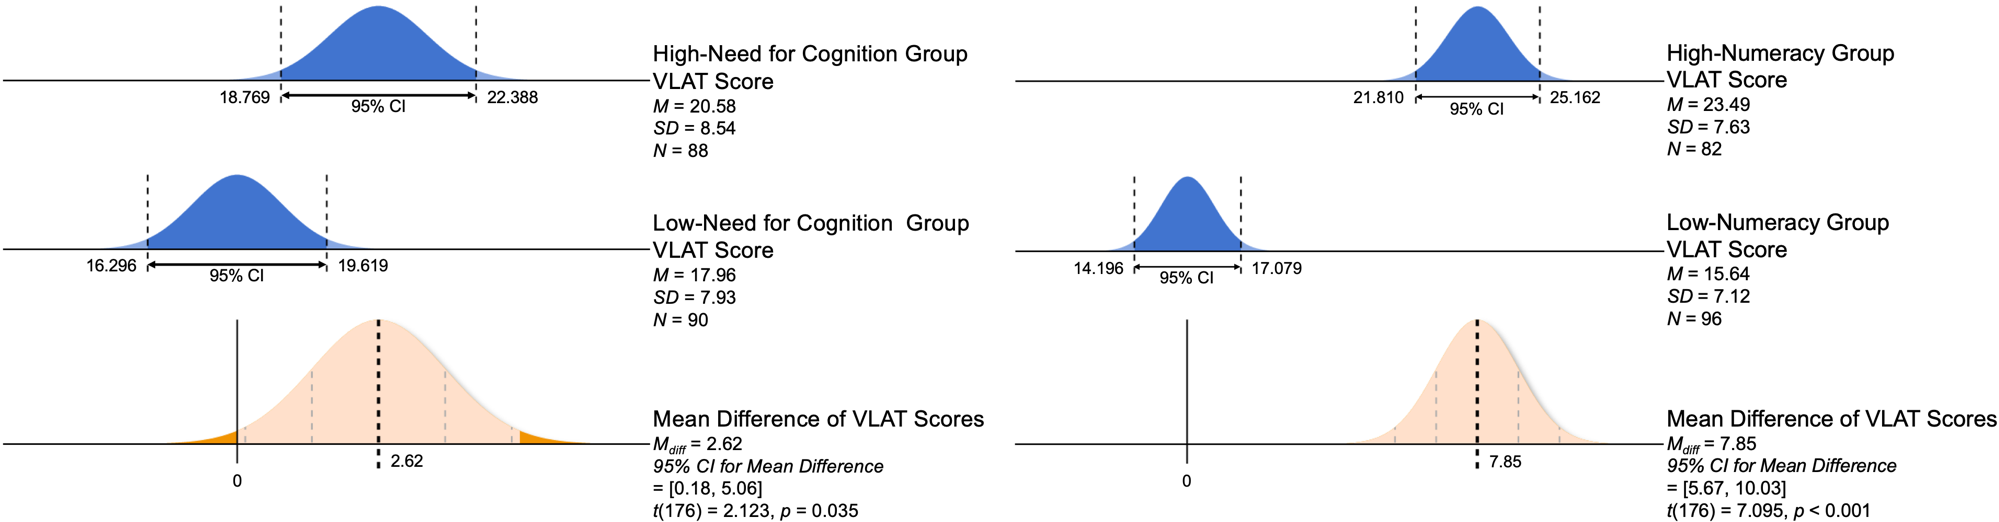 High-Need for Cognition Group
VLAT Score
M = 20.58
SD = 8.54
N = 88
18.769
95% CI
22.388
Low-Need for Cognition  Group
VLAT Score
M = 17.96
SD = 7.93
N = 90
16.296
95% CI
19.619
Mean Difference of VLAT Scores
Mdiff = 2.62
95% CI for Mean Difference
= [0.18, 5.06]
t(176) = 2.123, p = 0.035
2.62
0
High-Numeracy Group
VLAT Score
M = 23.49
SD = 7.63
N = 82
21.810
95% CI
25.162
Low-Numeracy Group
VLAT Score
M = 15.64
SD = 7.12
N = 96
14.196
95% CI
17.079
Mean Difference of VLAT Scores
Mdiff = 7.85
95% CI for Mean Difference
= [5.67, 10.03]
t(176) = 7.095, p < 0.001
7.85
0